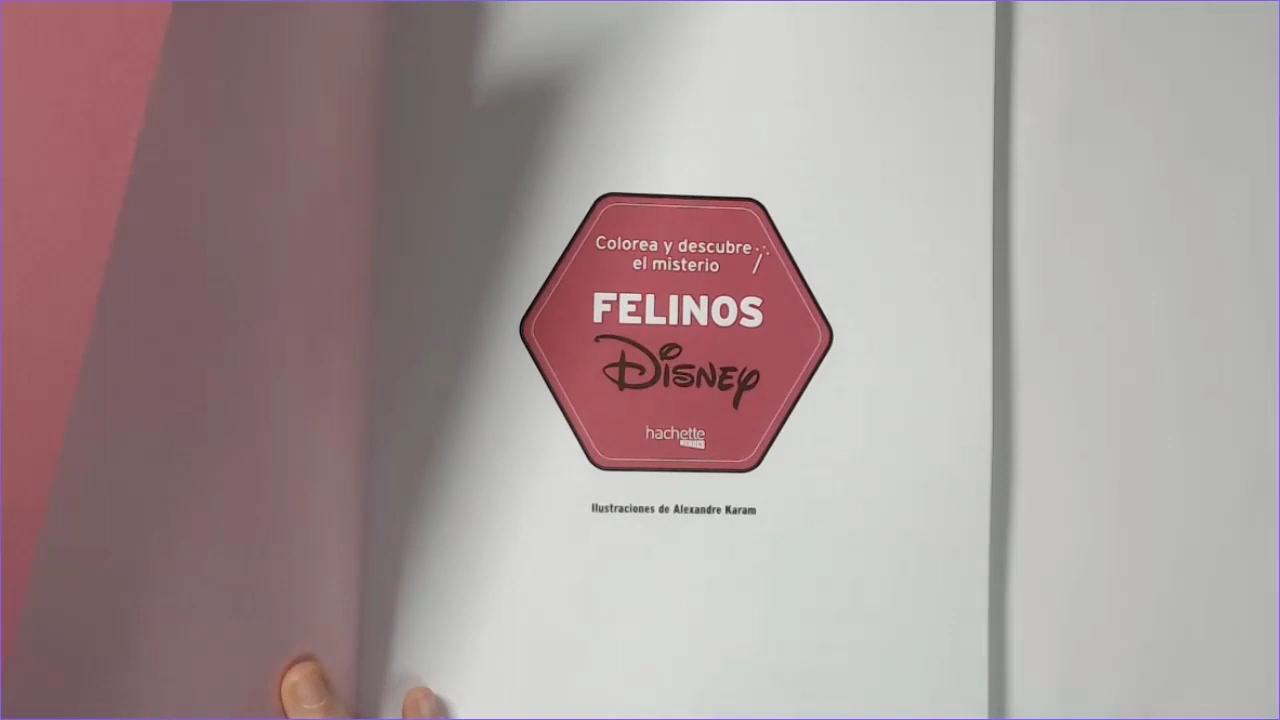 Colorea y descubre
el misterio
FELINOS
Disney
hachette
Ilustraciones de Alexandre Karam